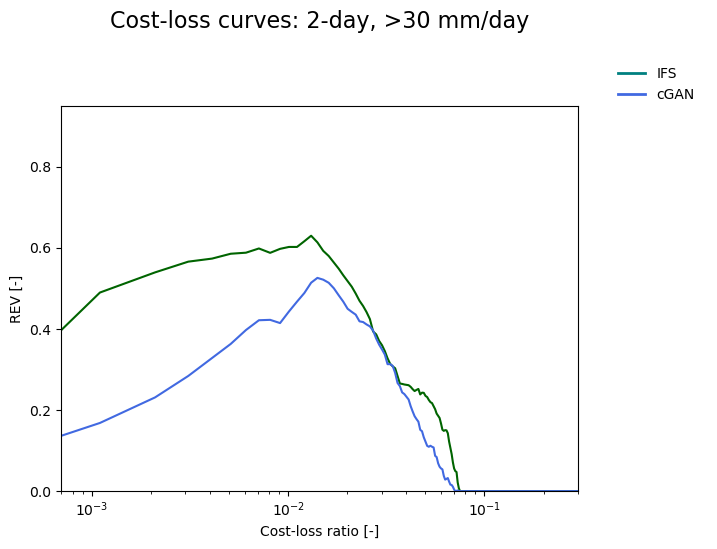 Cost-loss curves: 2-day, >30 mm/day
IFS
cGAN
0.8
0.6
0.4
0.2
0.0
REV [-]
10⁻³
10⁻²
10⁻¹
Cost-loss ratio [-]